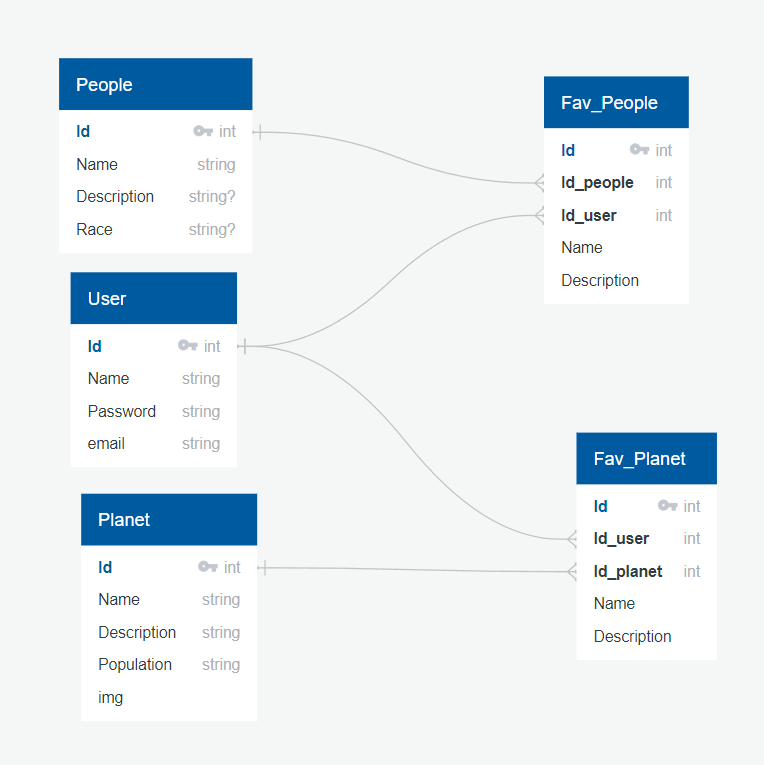 People
Id int
Name string
Description string?
Race string?
User
Id int
Name string
Password string
email string
Planet
Id int
Name string
Description string
Population string
img
Fav_People
Id int
Id_people int
Id_user int
Name
Description
Fav_Planet
Id int
Id_user int
Id_planet int
Name
Description